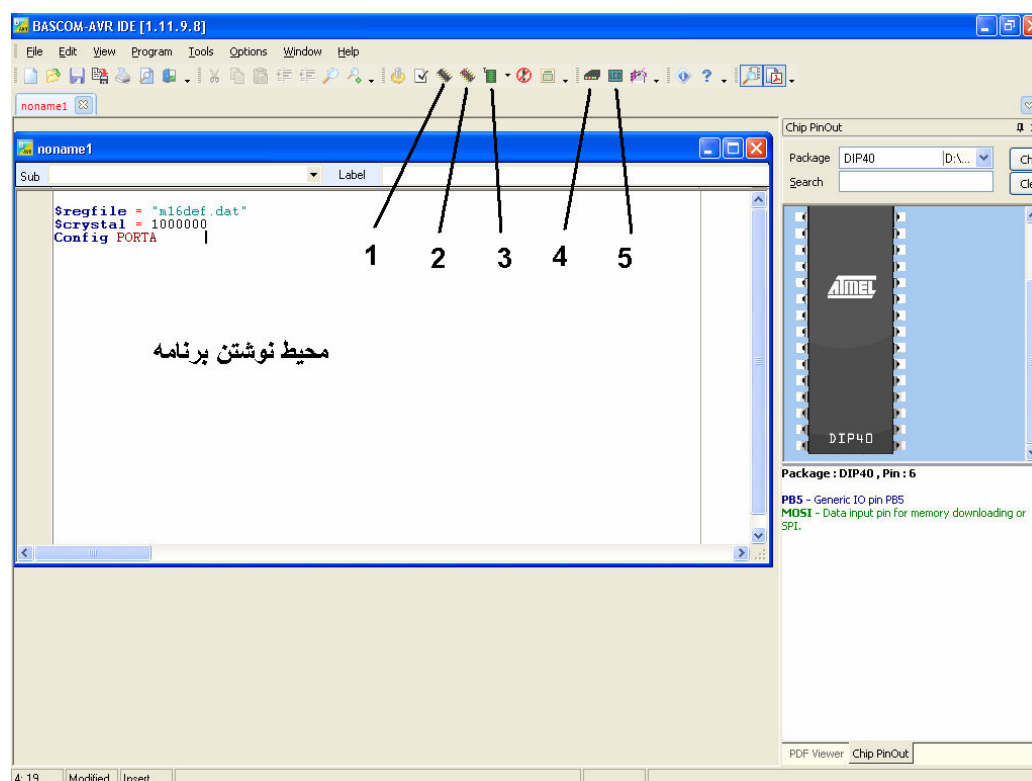 BASCOM-AVR IDE [1.11.9.8]
File Edit View Program Tools Options Window Help
noname1
Chip PinOut
noname1
Package DIP40 D:\...
Search
Sub Label
$regfile = "m16def.dat"
$crystal = 1000000
Config PORTA
1 2 3 4 5
محیط نوشتن برنامه
ATMEL
DIP40
Package : DIP40 , Pin : 6
PB5 - Generic IO pin PB5
MOSI - Data input pin for memory downloading or
SPI.
PDF Viewer Chip PinOut
4: 19 Modified Insert